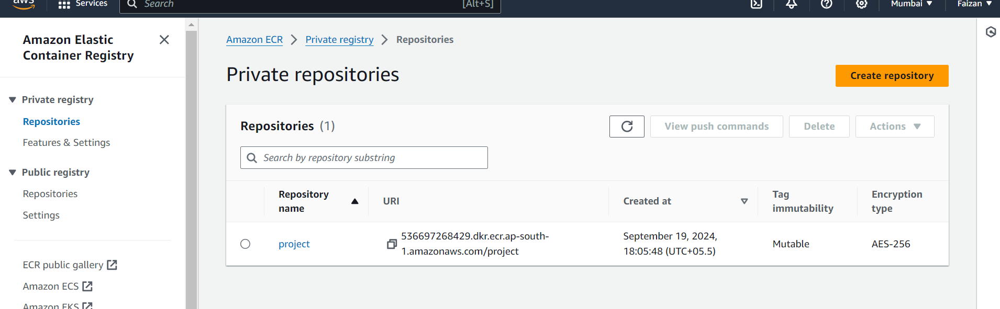 aws
Services
Search
[Alt+S]
Mumbai
Faizan
Amazon Elastic
Container Registry
Private registry
Repositories
Features & Settings
Public registry
Repositories
Settings
ECR public gallery
Amazon ECS
Amazon EKS
Amazon ECR
Private registry
Repositories
Private repositories
Create repository
Repositories (1)
View push commands
Delete
Actions
Search by repository substring
Repository
name
URI
Created at
Tag
immutability
Encryption
type
project
536697268429.dkr.ecr.ap-south-
1.amazonaws.com/project
September 19, 2024,
18:05:48 (UTC+05.5)
Mutable
AES-256